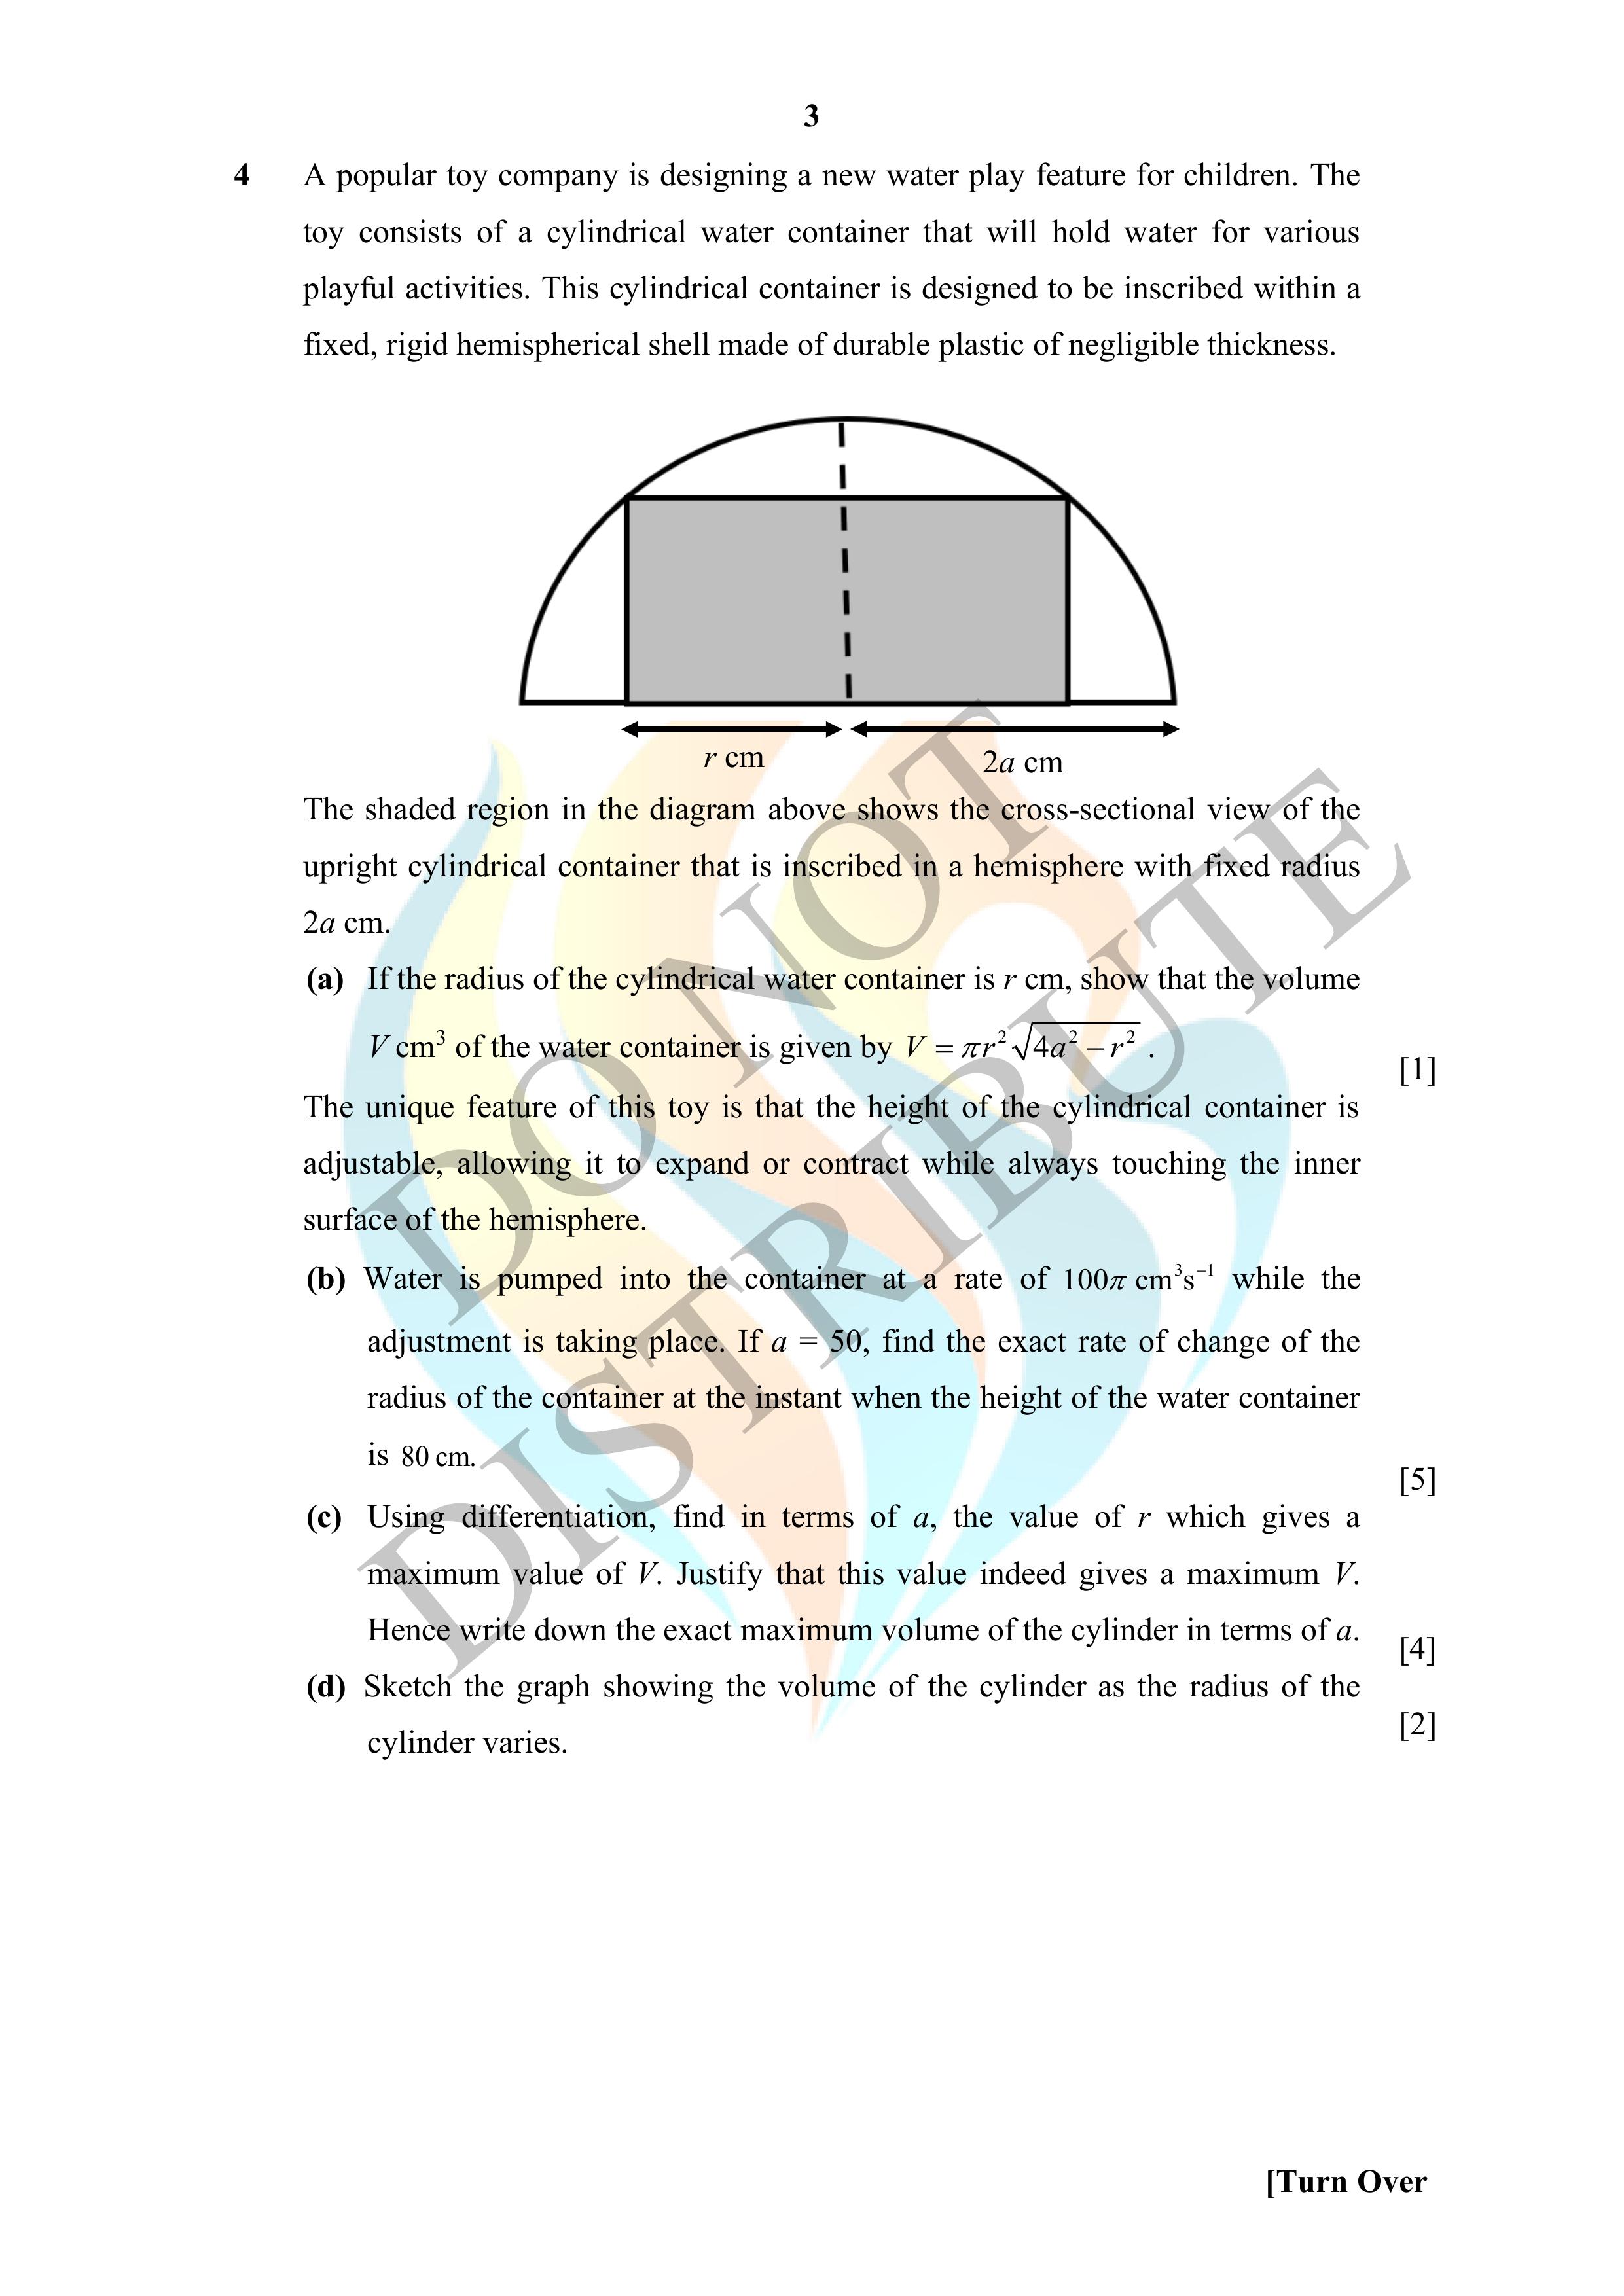 3
4 A popular toy company is designing a new water play feature for children. The
toy consists of a cylindrical water container that will hold water for various
playful activities. This cylindrical container is designed to be inscribed within a
fixed, rigid hemispherical shell made of durable plastic of negligible thickness.
r cm
2a cm
The shaded region in the diagram above shows the cross-sectional view of the
upright cylindrical container that is inscribed in a hemisphere with fixed radius
2a cm.
(a) If the radius of the cylindrical water container is r cm, show that the volume
V cm³ of the water container is given by V = πr²√(4a² − r²). [1]
The unique feature of this toy is that the height of the cylindrical container is
adjustable, allowing it to expand or contract while always touching the inner
surface of the hemisphere.
(b) Water is pumped into the container at a rate of 100π cm³s⁻¹ while the
adjustment is taking place. If a = 50, find the exact rate of change of the
radius of the container at the instant when the height of the water container
is 80 cm. [5]
(c) Using differentiation, find in terms of a, the value of r which gives a
maximum value of V. Justify that this value indeed gives a maximum V.
Hence write down the exact maximum volume of the cylinder in terms of a. [4]
(d) Sketch the graph showing the volume of the cylinder as the radius of the
cylinder varies. [2]
DO NOT
DISTRIBUTE
[Turn Over